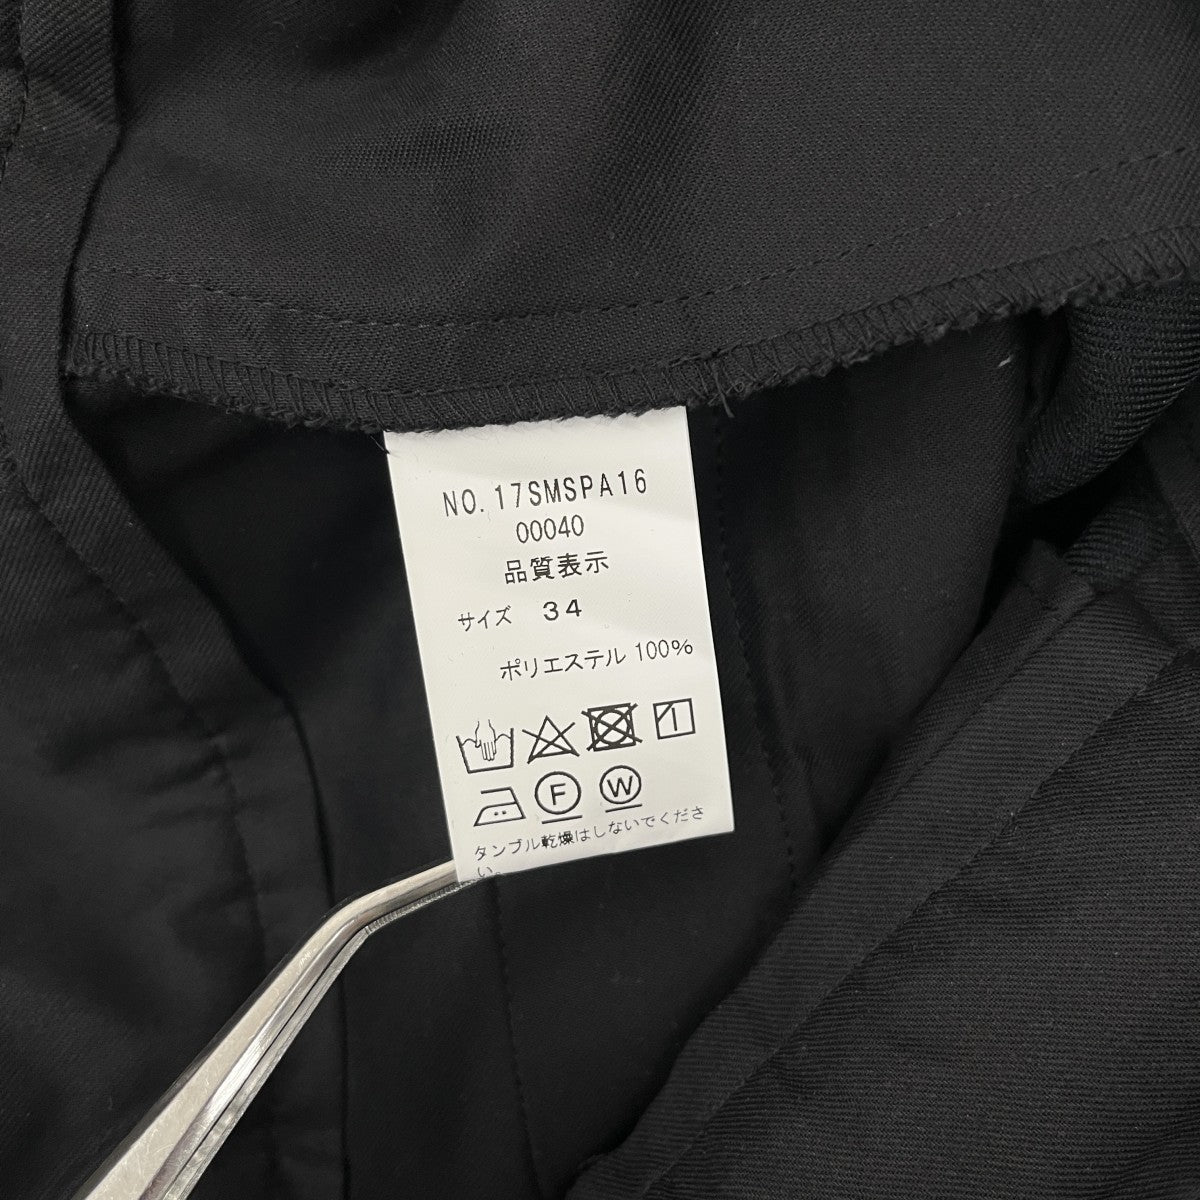 NO. 17SMSPA16
00040
品質表示
サイズ 34
ポリエステル 100%
F W
タンブル乾燥はしないでくださ
い。